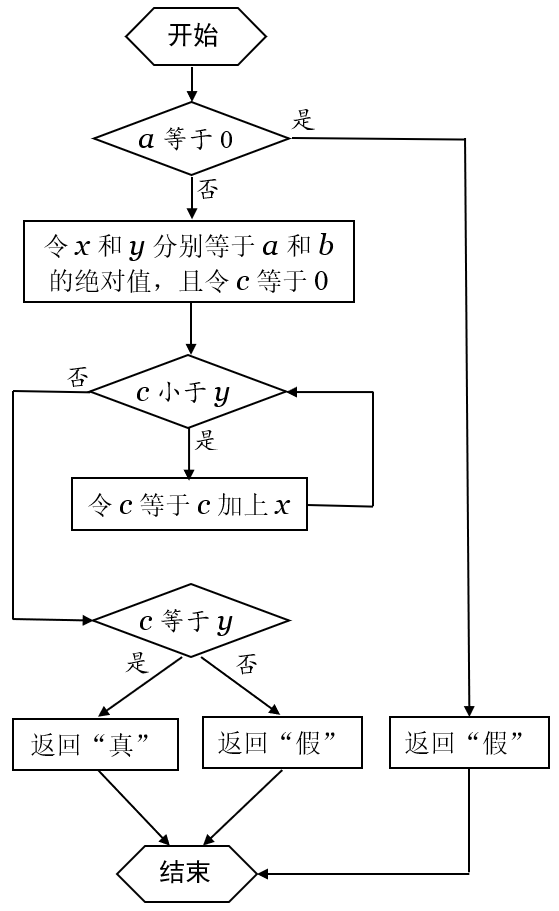 开始
a 等于 0
是
否
令 x 和 y 分别等于 a 和 b
的绝对值，且令 c 等于 0
否
c 小于 y
是
令 c 等于 c 加上 x
c 等于 y
是
否
返回“真”
返回“假”
返回“假”
结束